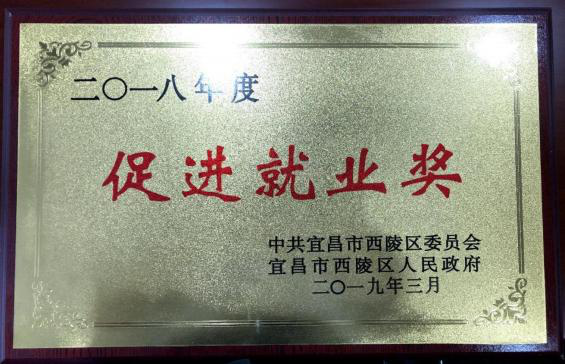 二〇一八年度
促进就业奖
中共宜昌市西陵区委员会
宜昌市西陵区人民政府
二〇一九年三月